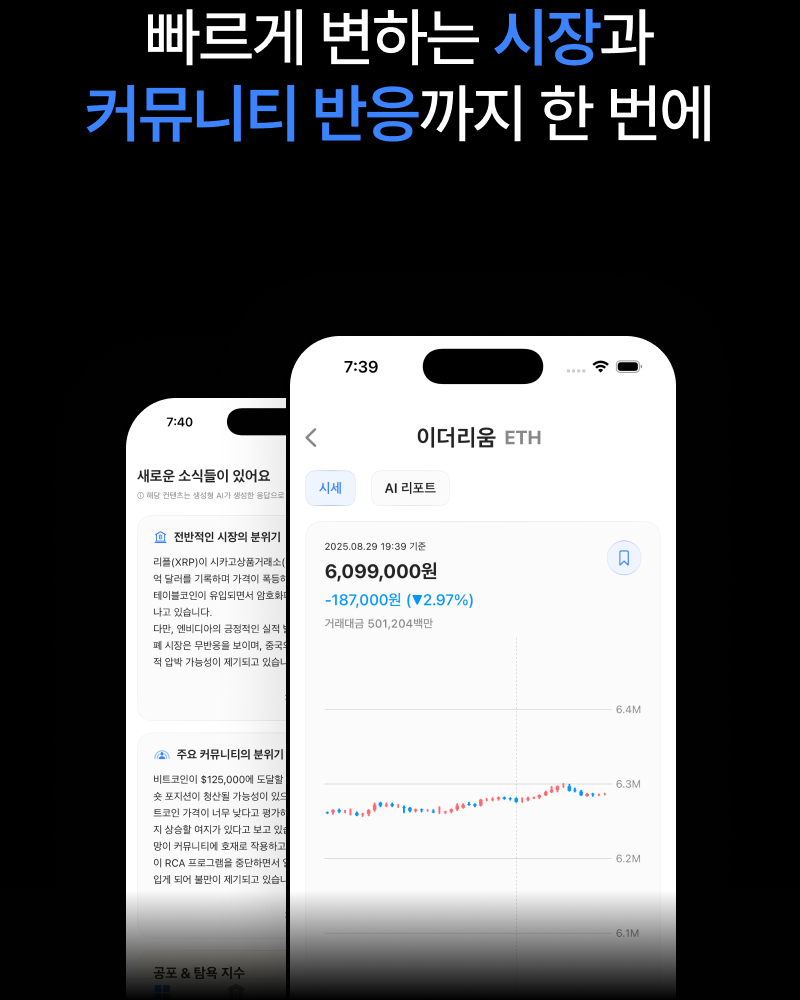 빠르게 변하는 시장과
커뮤니티 반응까지 한 번에
7:40
새로운 소식들이 있어요
ⓘ 해당 컨텐츠는 생성형 AI가 생성한 응답으로
전반적인 시장의 분위기
리플(XRP)이 시카고상품거래소(
억 달러를 기록하며 가격이 폭등하
테이블코인이 유입되면서 암호화폐
나고 있습니다.
다만, 엔비디아의 긍정적인 실적 발
폐 시장은 무반응을 보이며, 중국의
적 압박 가능성이 제기되고 있습니
주요 커뮤니티의 분위기
비트코인이 $125,000에 도달할
숏 포지션이 청산될 가능성이 있으
트코인 가격이 너무 낮다고 평가하
지 상승할 여지가 있다고 보고 있습
망이 커뮤니티에 호재로 작용하고
이 RCA 프로그램을 중단하면서
입게 되어 불만이 제기되고 있습니
공포 & 탐욕 지수
7:39
이더리움 ETH
시세
AI 리포트
2025.08.29 19:39 기준
6,099,000원
-187,000원 (▼2.97%)
거래대금 501,204백만
6.4M
6.3M
6.2M
6.1M